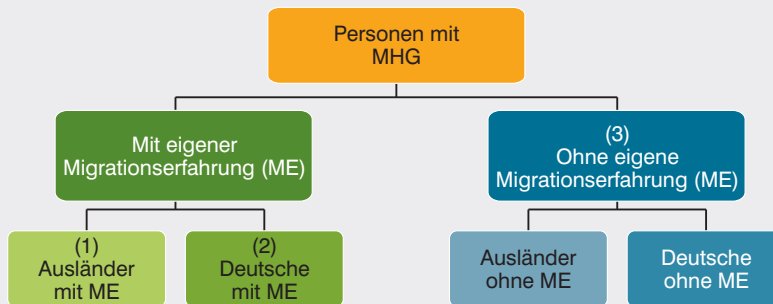 Personen mit
MHG
Mit eigener
Migrationserfahrung (ME)
(3)
Ohne eigene
Migrationserfahrung (ME)
(1)
Ausländer
mit ME
(2)
Deutsche
mit ME
Ausländer
ohne ME
Deutsche
ohne ME